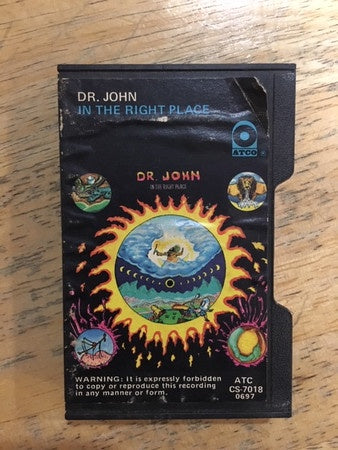 DR. JOHN
IN THE RIGHT PLACE
ATCO
DR. JOHN
IN THE RIGHT PLACE
WARNING: It is expressly forbidden
to copy or reproduce this recording
in any manner or form.
ATC
CS-7018
0697